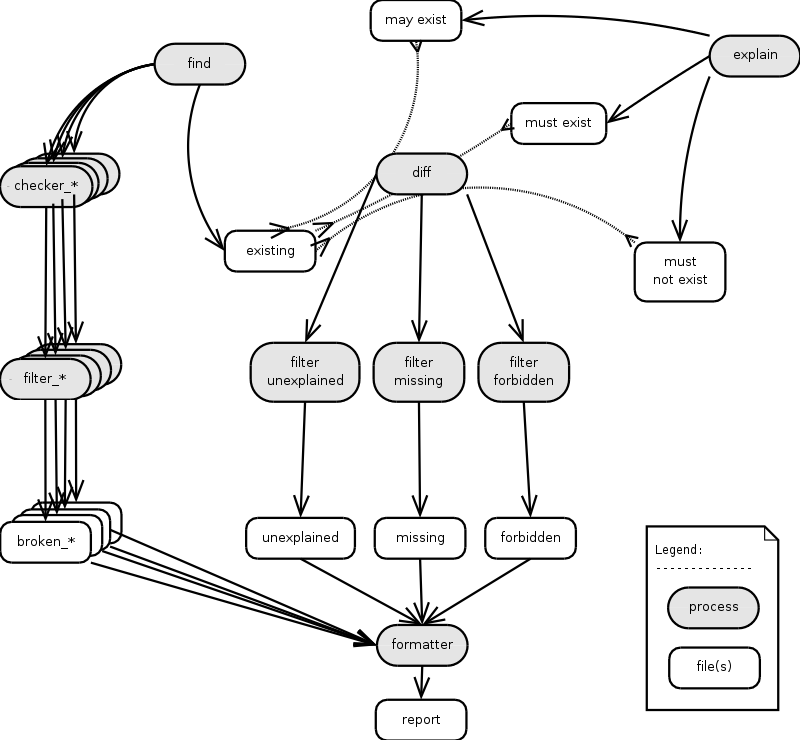 may exist
find
explain
must exist
diff
checker_*
existing
must
not exist
filter
unexplained
filter
missing
filter
forbidden
filter_*
unexplained
missing
forbidden
broken_*
Legend:
--------------
process
formatter
file(s)
report